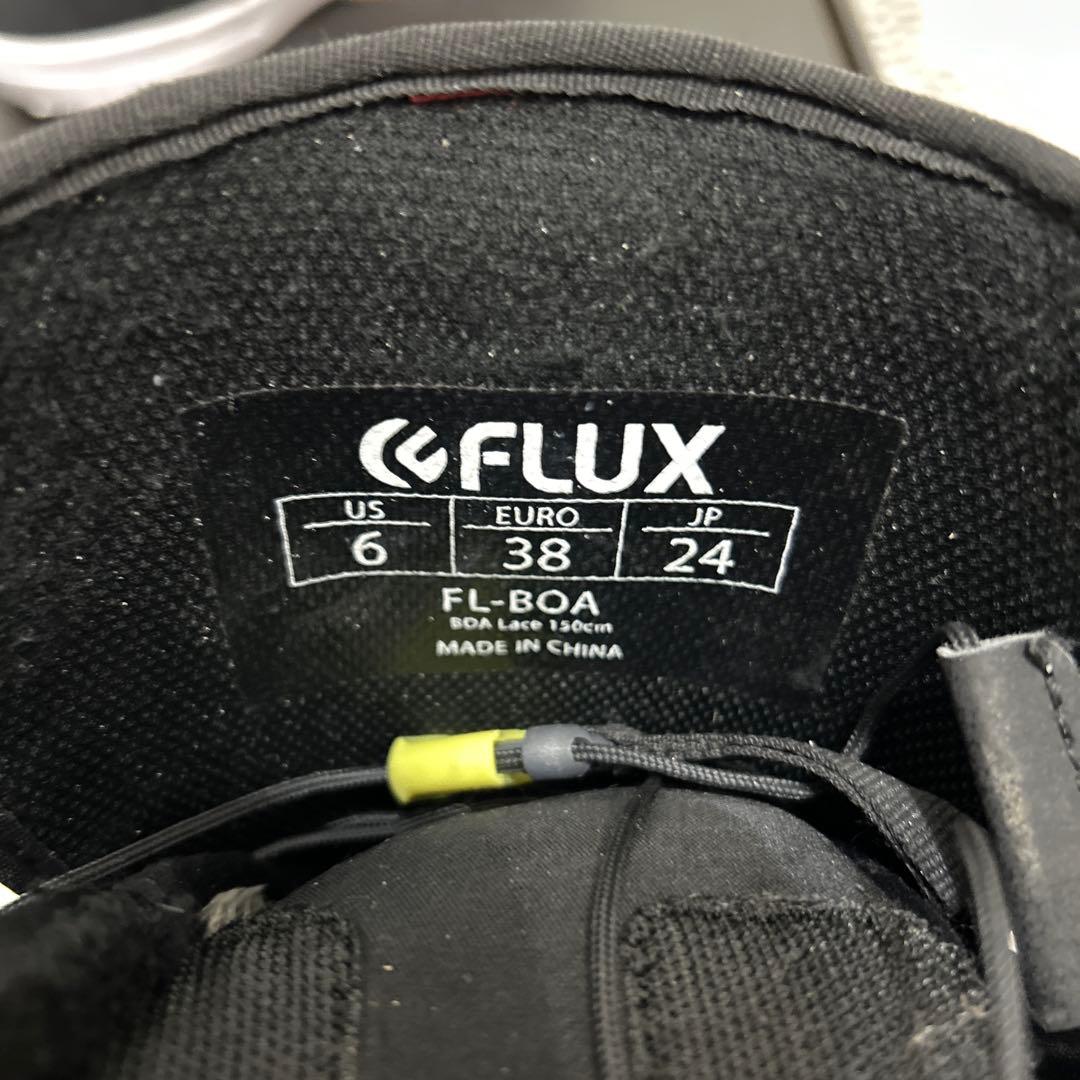 FLUX
US EURO JP
6 38 24
FL-BOA
BOA Lace 150cm
MADE IN CHINA